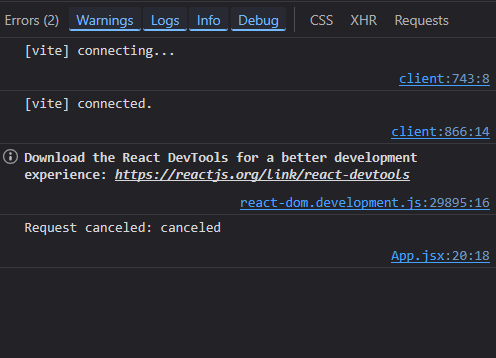 Errors (2) Warnings Logs Info Debug CSS XHR Requests
[vite] connecting...
client:743:8
[vite] connected.
client:866:14
Download the React DevTools for a better development
experience: https://reactjs.org/link/react-devtools
react-dom.development.js:29895:16
Request canceled: canceled
App.jsx:20:18